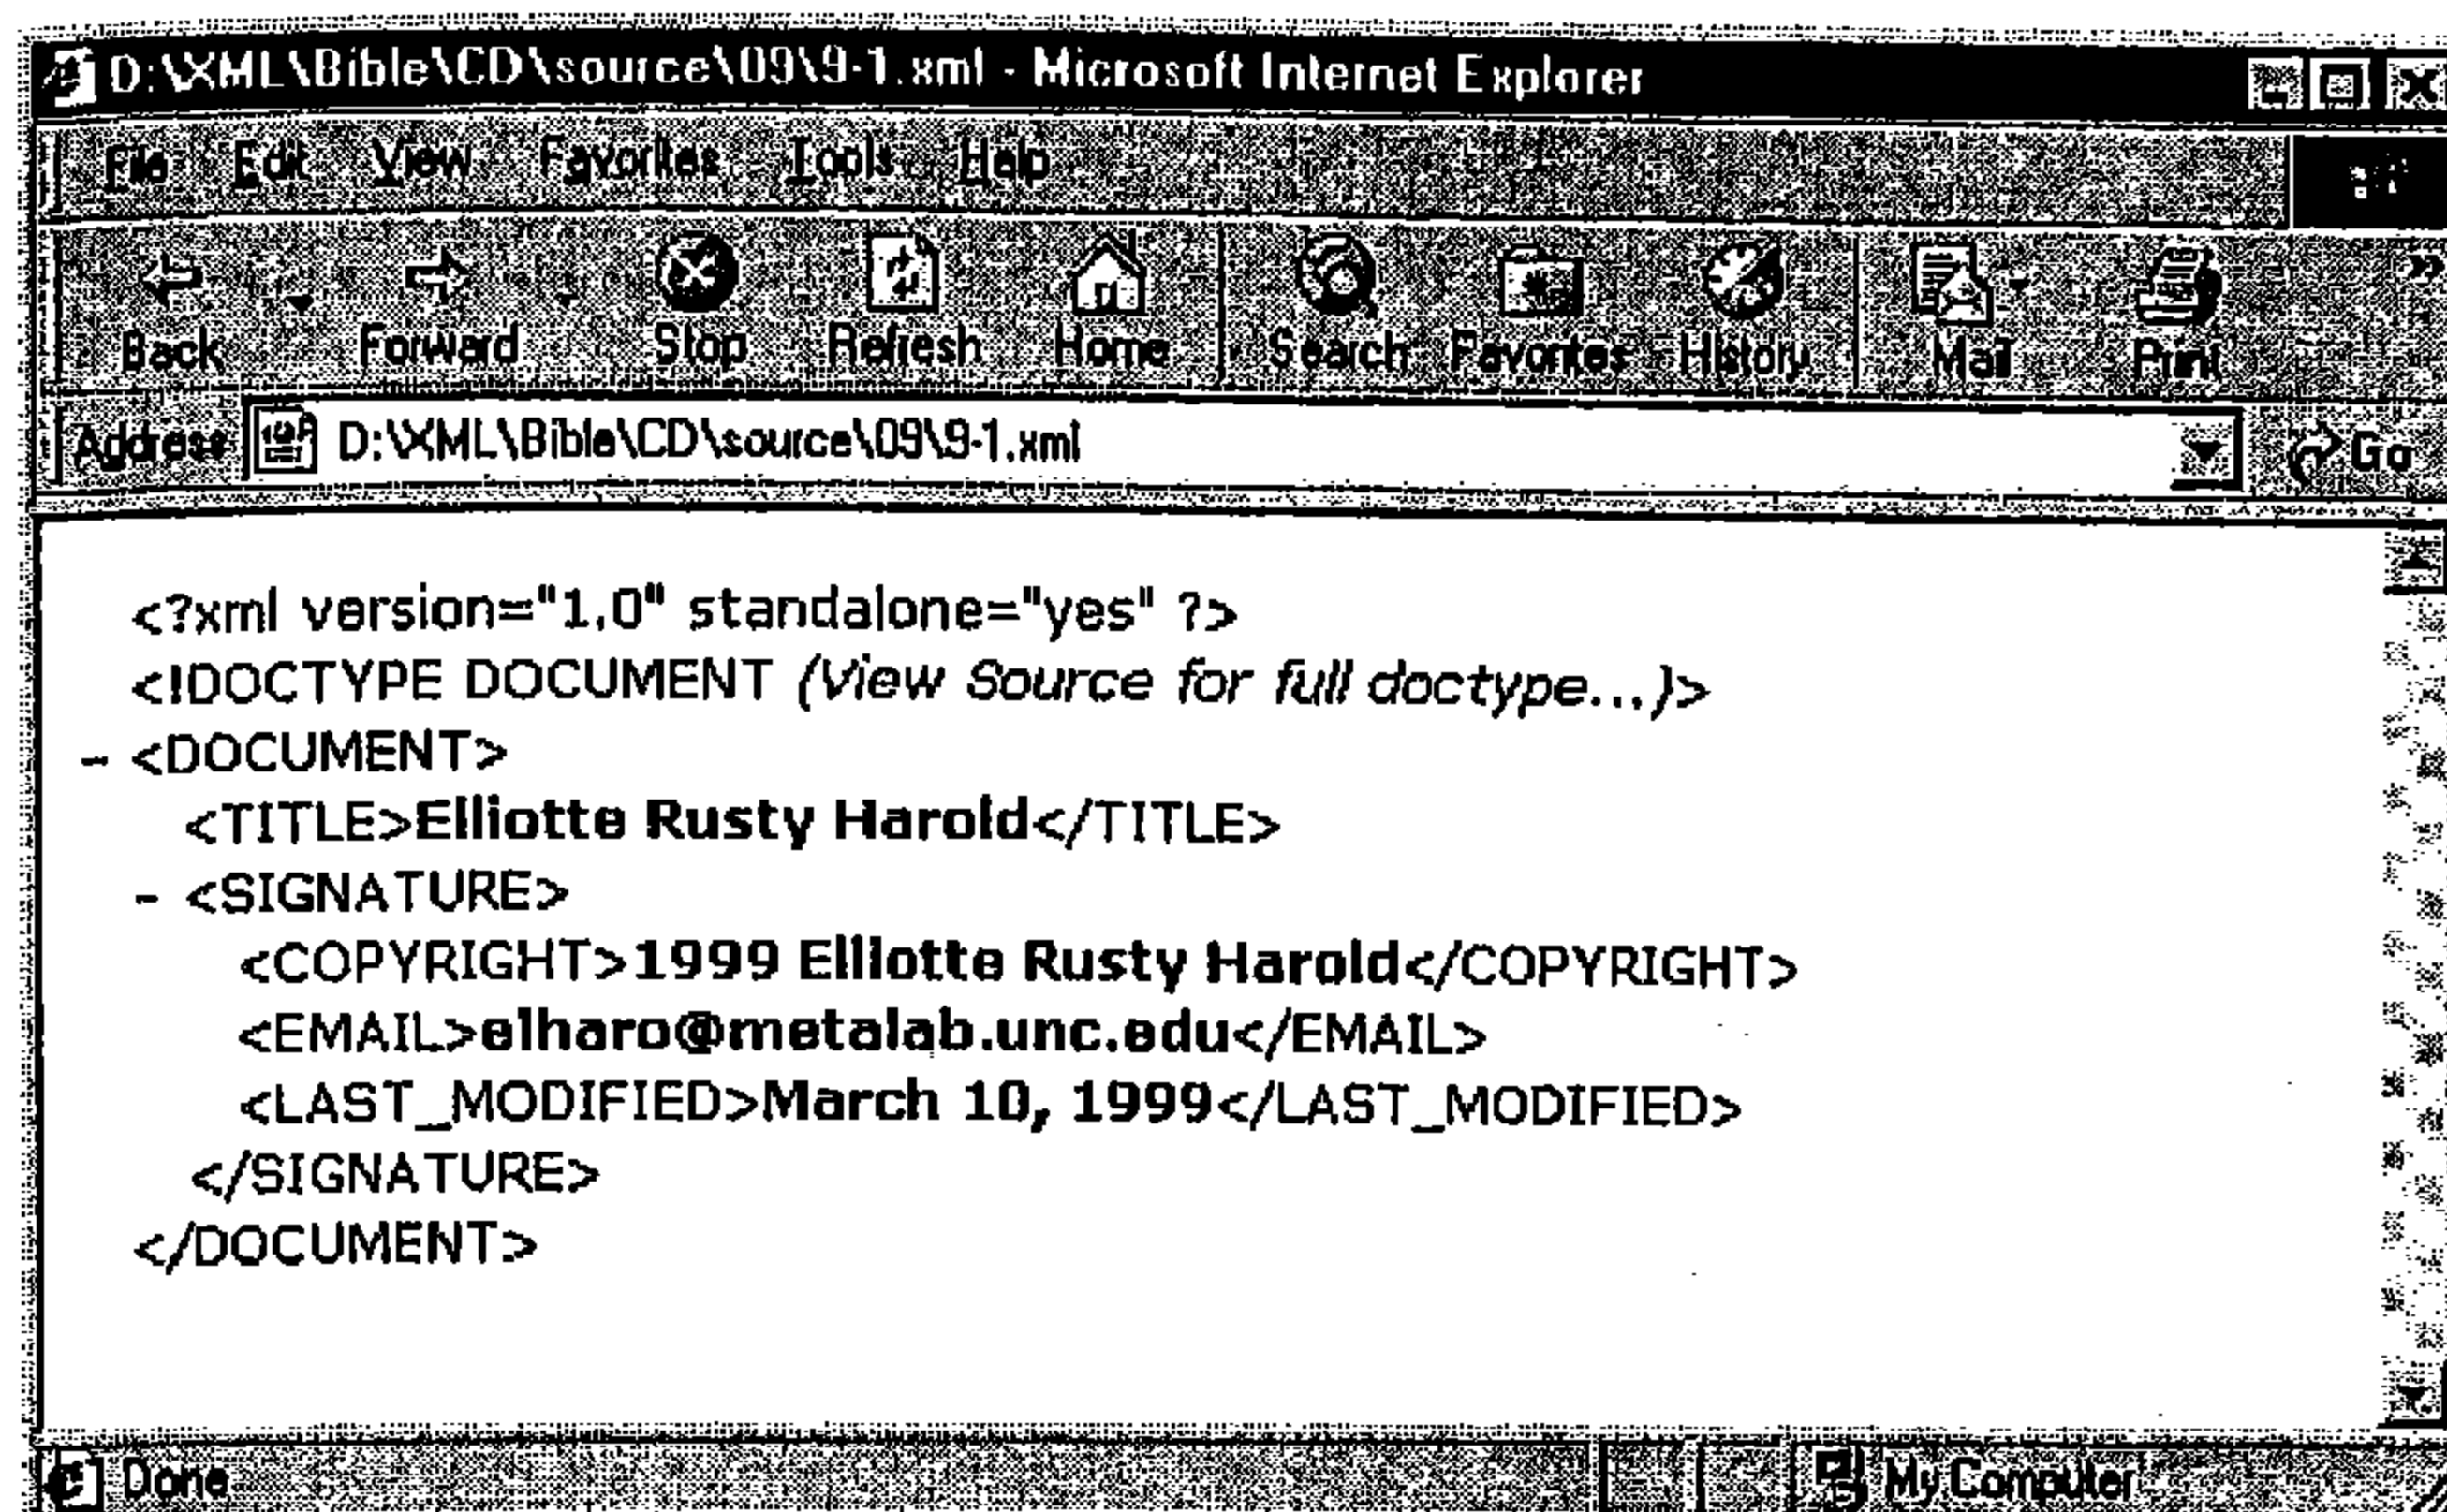 D:\XML\Bible\CD\source\09\9-1.xml - Microsoft Internet Explorer
File Edit View Favorites Tools Help
Back Forward Stop Refresh Home Search Favorites History Mail Print »
Address D:\XML\Bible\CD\source\09\9-1.xml Go
<?xml version="1.0" standalone="yes" ?>
<!DOCTYPE DOCUMENT (View Source for full doctype...)>
- <DOCUMENT>
<TITLE>Elliotte Rusty Harold</TITLE>
- <SIGNATURE>
<COPYRIGHT>1999 Elliotte Rusty Harold</COPYRIGHT>
<EMAIL>elharo@metalab.unc.edu</EMAIL>
<LAST_MODIFIED>March 10, 1999</LAST_MODIFIED>
</SIGNATURE>
</DOCUMENT>
Done My Computer